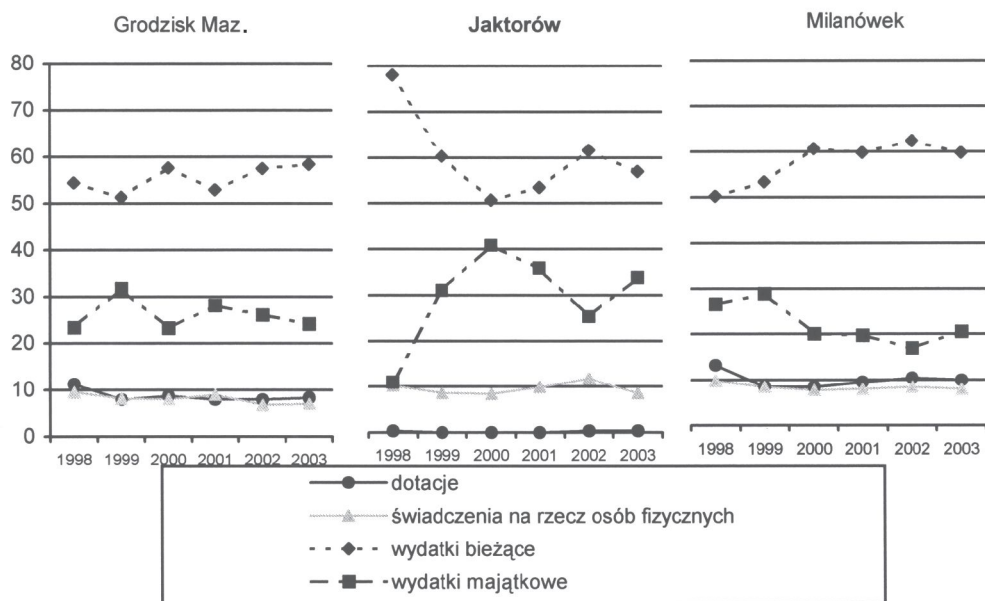 Grodzisk Maz. Jaktorów Milanówek
80
70
60
50
40
30
20
10
0
1998 1999 2000 2001 2002 2003 1998 1999 2000 2001 2002 2003 1998 1999 2000 2001 2002 2003
dotacje
świadczenia na rzecz osób fizycznych
wydatki bieżące
wydatki majątkowe